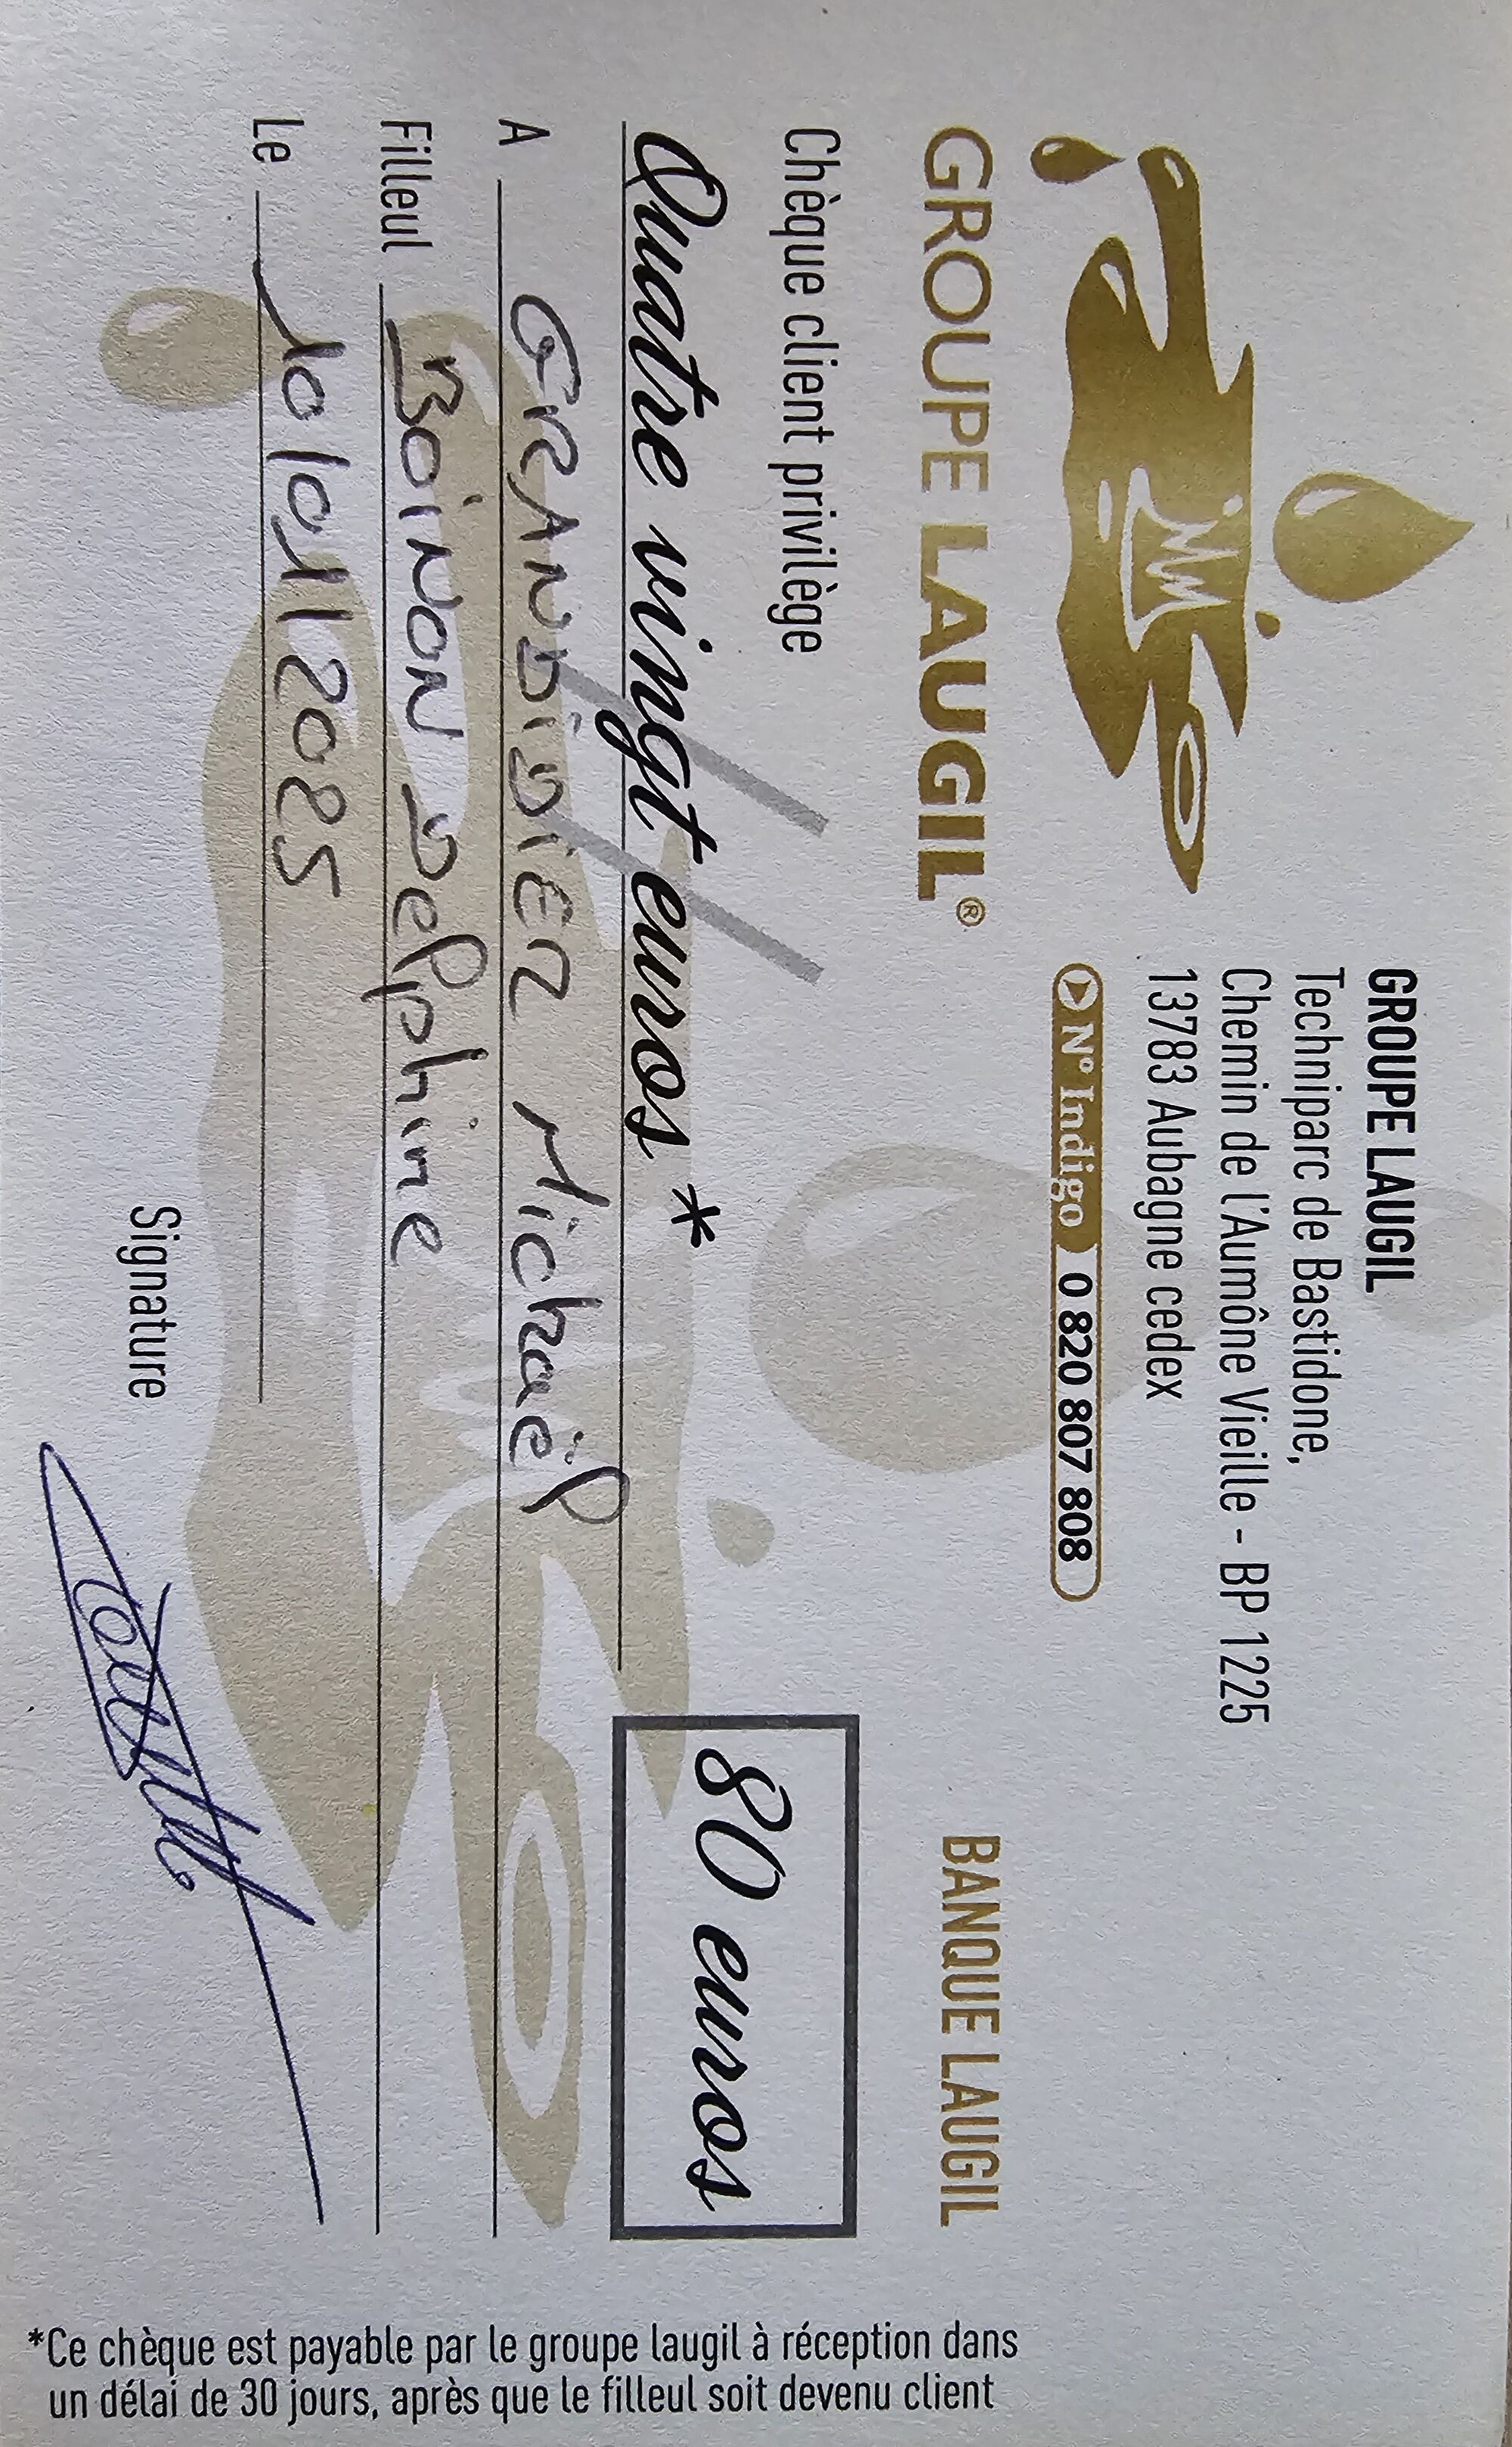 GROUPE LAUGIL
Techniparc de Bastidone,
Chemin de l'Aumône Vieille - BP 1225
13783 Aubagne cedex
N° Indigo 0 820 807 808
GROUPE LAUGIL®
BANQUE LAUGIL
Chèque client privilège
80 euros
Quatre vingt euros *
A GRANDIDIER Michaël
Filleul BOINON Delphine
Le 10/01/2025
Signature
*Ce chèque est payable par le groupe laugil à réception dans
un délai de 30 jours, après que le filleul soit devenu client